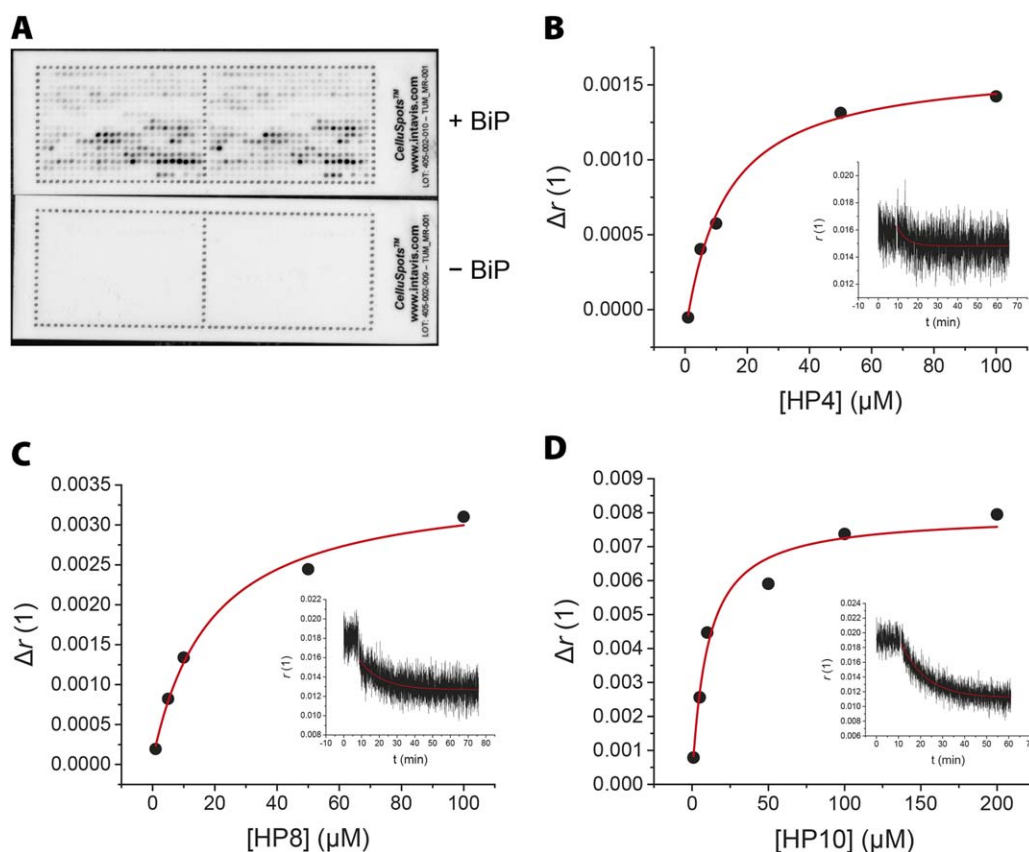 A
CelluSpots™
www.intavis.com
LOT: 405-002-010 – TUM_MR-001
+ BiP
CelluSpots™
www.intavis.com
LOT: 405-002-009 – TUM_MR-001
– BiP
B
Δr (1)
0.0015
0.0010
0.0005
0.0000
0 20 40 60 80 100
[HP4] (µM)
r (1)
0.020
0.018
0.016
0.014
0.012
-10 0 10 20 30 40 50 60 70
t (min)
C
Δr (1)
0.0035
0.0030
0.0025
0.0020
0.0015
0.0010
0.0005
0.0000
0 20 40 60 80 100
[HP8] (µM)
r (1)
0.022
0.020
0.018
0.016
0.014
0.012
0.010
0.008
-10 0 10 20 30 40 50 60 70 80
t (min)
D
Δr (1)
0.009
0.008
0.007
0.006
0.005
0.004
0.003
0.002
0.001
0.000
0 50 100 150 200
[HP10] (µM)
r (1)
0.024
0.022
0.020
0.018
0.016
0.014
0.012
0.010
0.008
0.006
0 10 20 30 40 50 60
t (min)